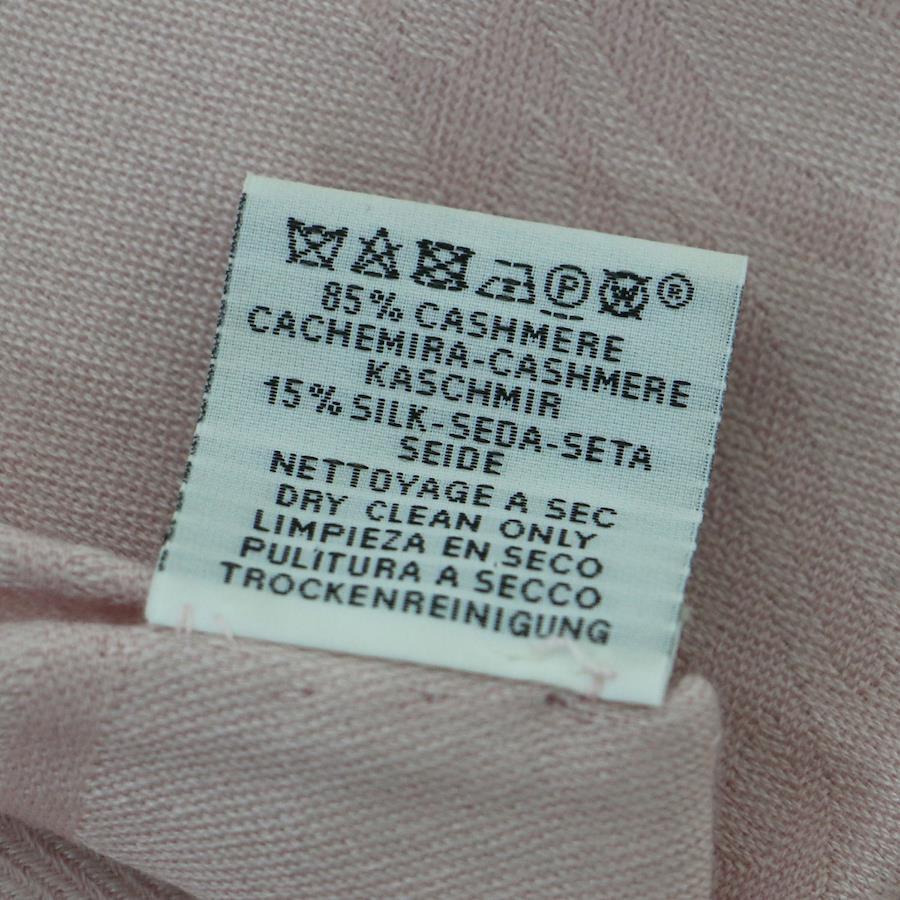 P W ®
85% CASHMERE
CACHEMIRA-CASHMERE
KASCHMIR
15% SILK-SEDA-SETA
SEIDE
NETTOYAGE A SEC
DRY CLEAN ONLY
LIMPIEZA EN SECO
PULITURA A SECCO
TROCKENREINIGUNG